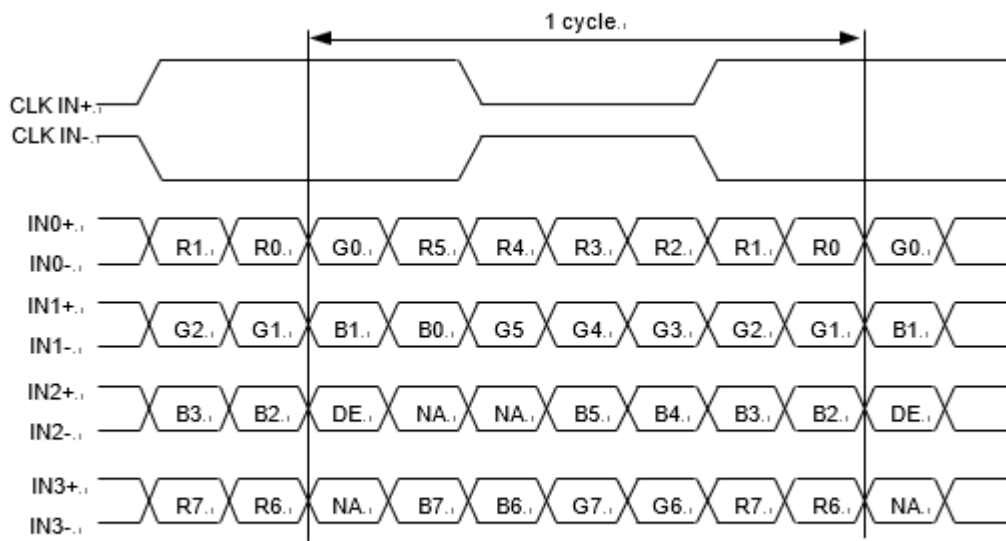 1 cycle.
CLK IN+.
CLK IN-.
IN0+. R1. R0. G0. R5. R4. R3. R2. R1. R0 G0.
IN0-.
IN1+. G2. G1. B1. B0. G5 G4. G3. G2. G1. B1.
IN1-.
IN2+. B3. B2. DE. NA. NA. B5. B4. B3. B2. DE.
IN2-.
IN3+. R7. R6. NA. B7. B6. G7. G6. R7. R6. NA.
IN3-.